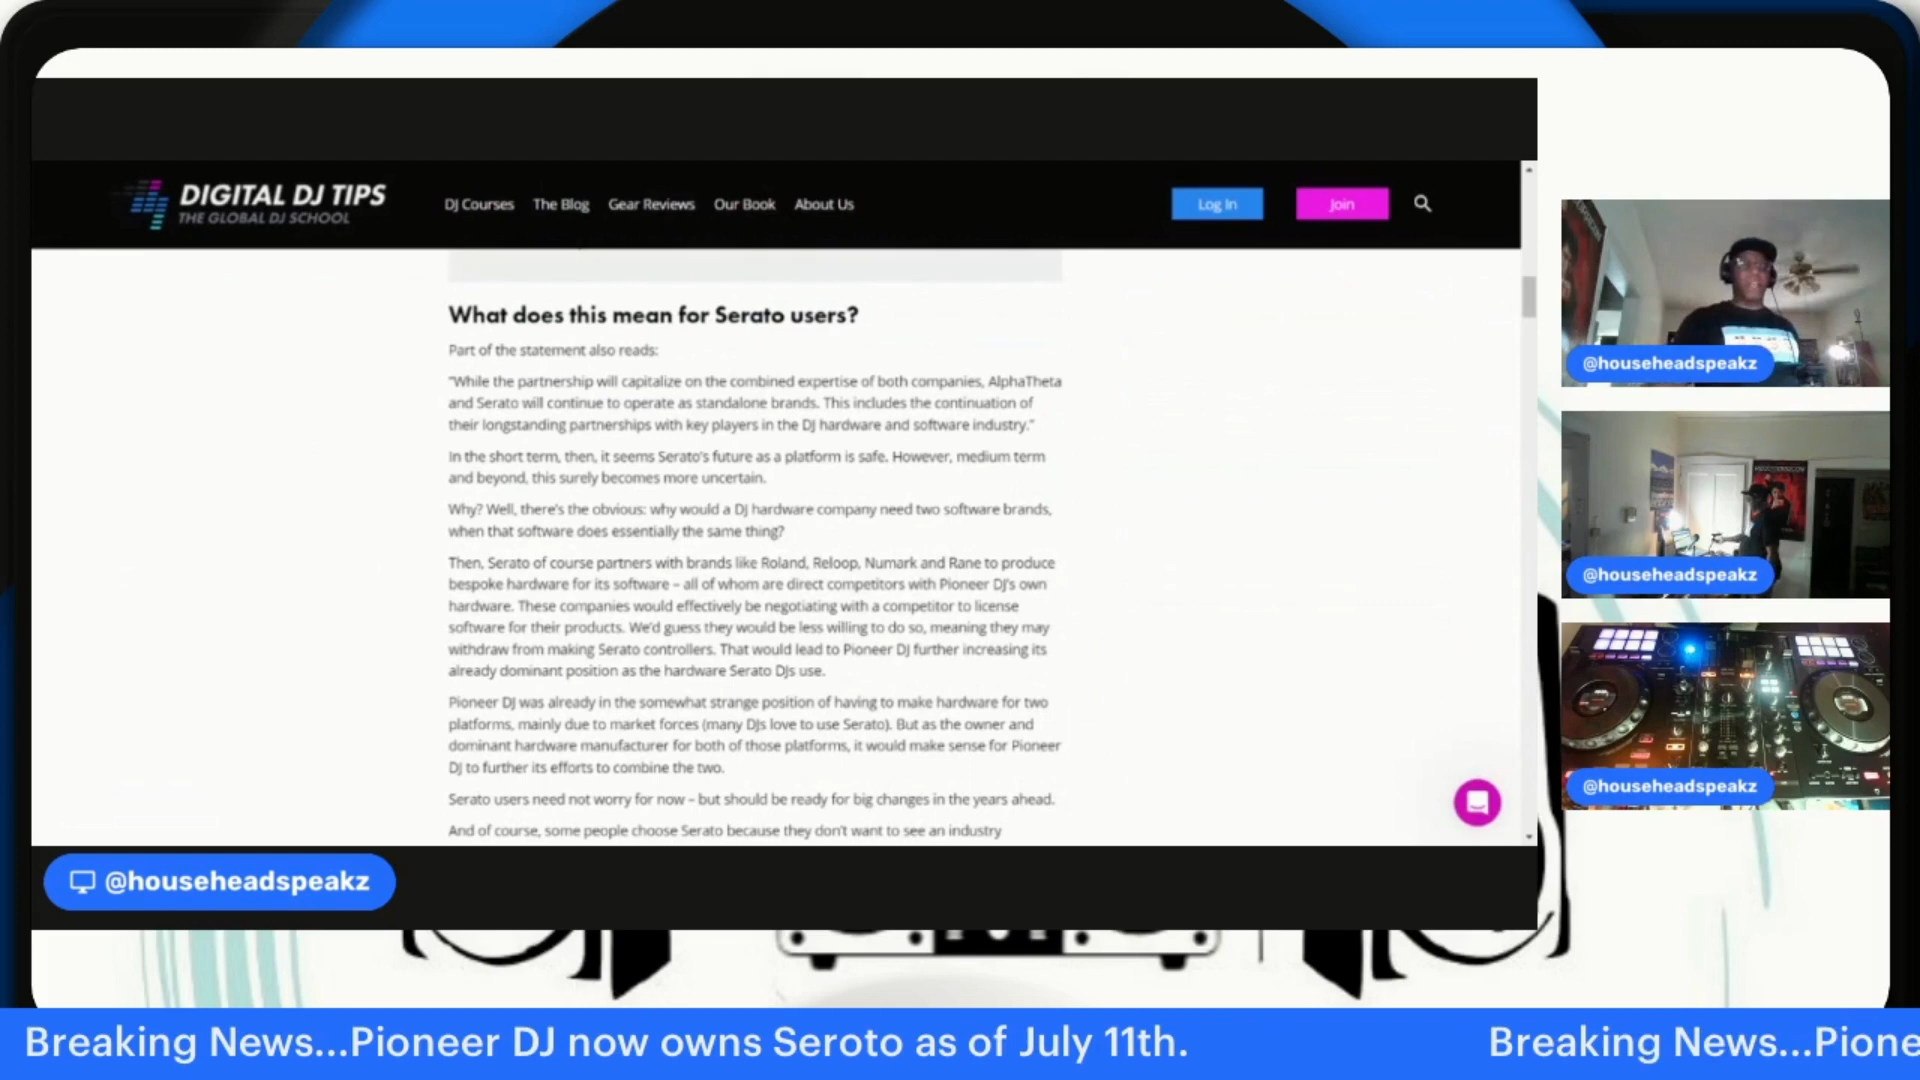 DIGITAL DJ TIPS
THE GLOBAL DJ SCHOOL
DJ Courses The Blog Gear Reviews Our Book About Us
Log In Join
What does this mean for Serato users?
Part of the statement also reads:
"While the partnership will capitalize on the combined expertise of both companies, AlphaTheta
and Serato will continue to operate as standalone brands. This includes the continuation of
their longstanding partnerships with key players in the DJ hardware and software industry."
In the short term, then, it seems Serato's future as a platform is safe. However, medium term
and beyond, this surely becomes more uncertain.
Why? Well, there's the obvious: why would a DJ hardware company need two software brands,
when that software does essentially the same thing?
Then, Serato of course partners with brands like Roland, Reloop, Numark and Rane to produce
bespoke hardware for its software – all of whom are direct competitors with Pioneer DJ's own
hardware. These companies would effectively be negotiating with a competitor to license
software for their products. We'd guess they would be less willing to do so, meaning they may
withdraw from making Serato controllers. That would lead to Pioneer DJ further increasing its
already dominant position as the hardware Serato DJs use.
Pioneer DJ was already in the somewhat strange position of having to make hardware for two
platforms, mainly due to market forces (many DJs love to use Serato). But as the owner and
dominant hardware manufacturer for both of those platforms, it would make sense for Pioneer
DJ to further its efforts to combine the two.
Serato users need not worry for now – but should be ready for big changes in the years ahead.
And of course, some people choose Serato because they don't want to see an industry
@househeadspeakz
@househeadspeakz
@househeadspeakz
@househeadspeakz
Breaking News...Pioneer DJ now owns Seroto as of July 11th.
Breaking News...Pione